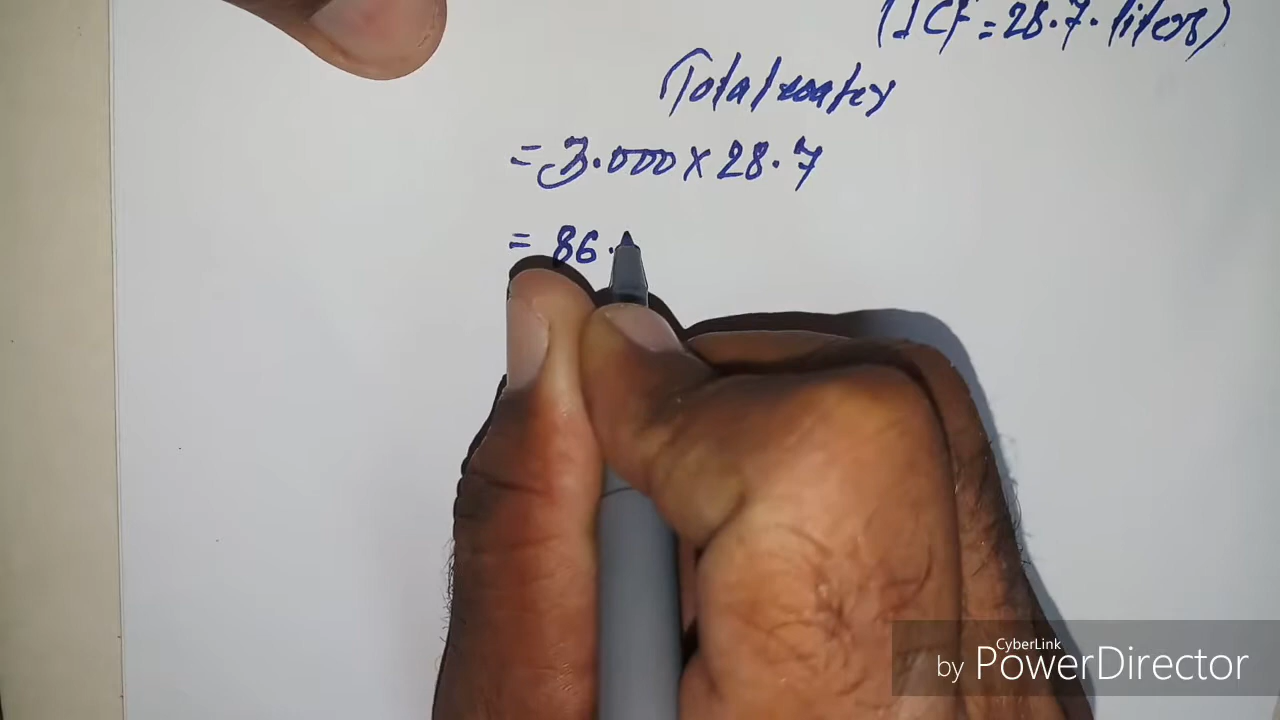 (1CF = 28.7. liters)
Total water
= 3.000 x 28.7
= 86.
CyberLink
by PowerDirector